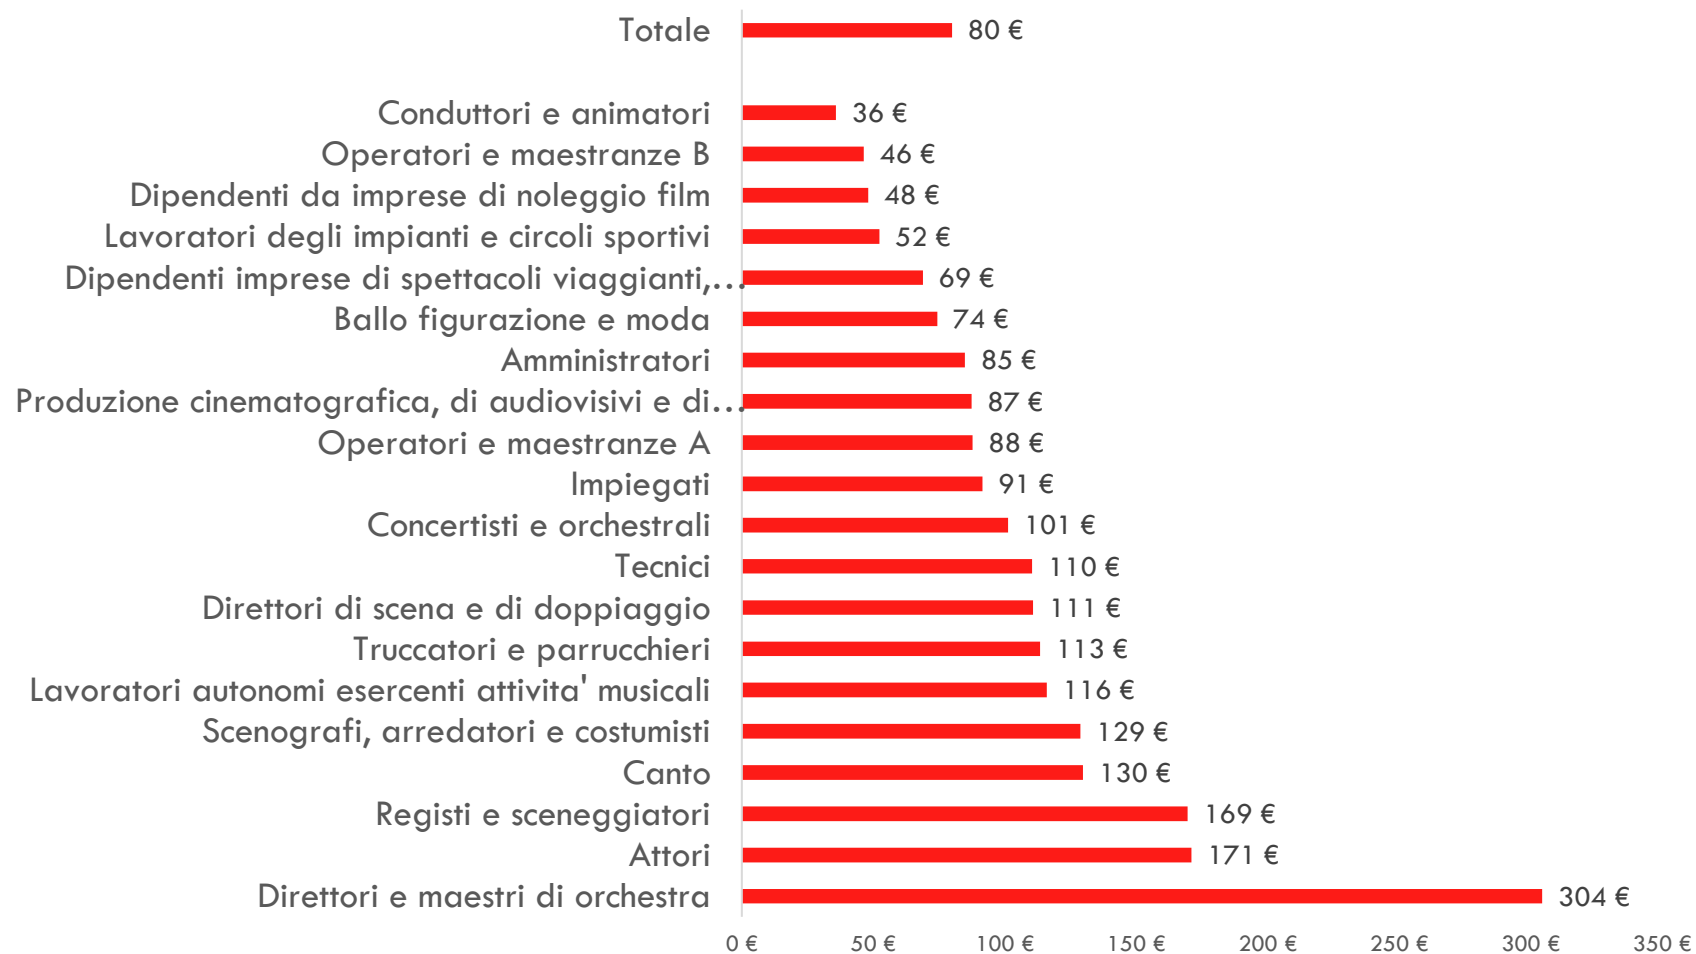 Totale 80 €
Conduttori e animatori 36 €
Operatori e maestranze B 46 €
Dipendenti da imprese di noleggio film 48 €
Lavoratori degli impianti e circoli sportivi 52 €
Dipendenti imprese di spettacoli viaggianti,… 69 €
Ballo figurazione e moda 74 €
Amministratori 85 €
Produzione cinematografica, di audiovisivi e di… 87 €
Operatori e maestranze A 88 €
Impiegati 91 €
Concertisti e orchestrali 101 €
Tecnici 110 €
Direttori di scena e di doppiaggio 111 €
Truccatori e parrucchieri 113 €
Lavoratori autonomi esercenti attivita' musicali 116 €
Scenografi, arredatori e costumisti 129 €
Canto 130 €
Registi e sceneggiatori 169 €
Attori 171 €
Direttori e maestri di orchestra 304 €
0 € 50 € 100 € 150 € 200 € 250 € 300 € 350 €